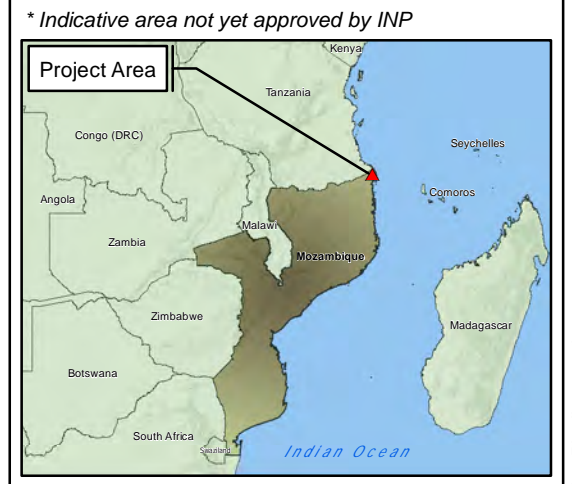 * Indicative area not yet approved by INP
Kenya
Project Area
Tanzania
Congo (DRC)
Seychelles
Angola
Comoros
Malawi
Zambia
Mozambique
Zimbabwe
Madagascar
Botswana
South Africa
Swaziland
Indian Ocean